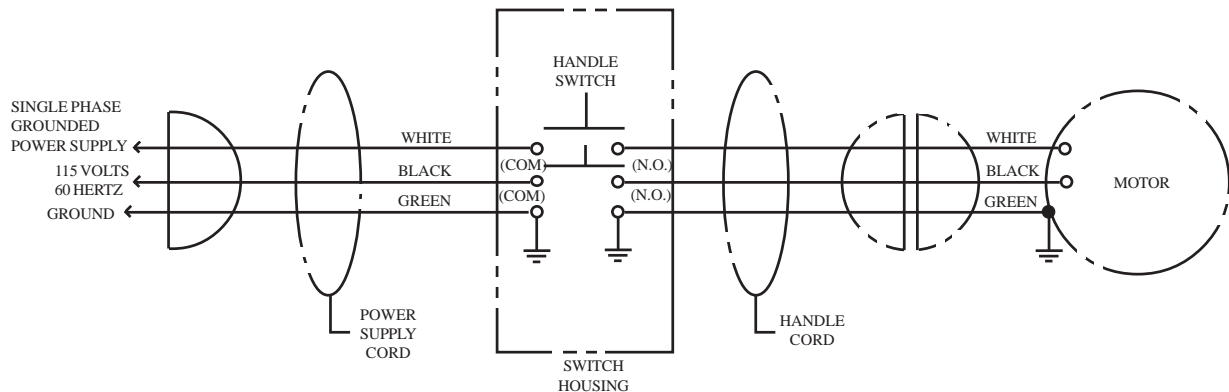 HANDLE
SWITCH
SINGLE PHASE
GROUNDED
POWER SUPPLY
115 VOLTS
60 HERTZ
GROUND
WHITE
BLACK
GREEN
(COM)
(COM)
(N.O.)
(N.O.)
WHITE
BLACK
GREEN
MOTOR
POWER
SUPPLY
CORD
HANDLE
CORD
SWITCH
HOUSING